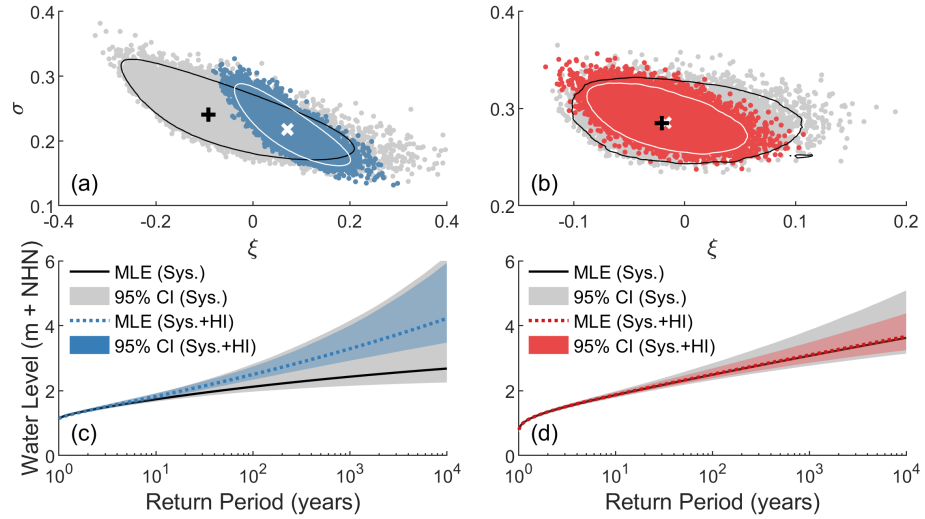 0.4
0.3
0.2
0.1
σ
(a)
-0.4
-0.2
0
0.2
0.4
ξ
0.4
0.3
0.2
(b)
-0.1
0
0.1
0.2
ξ
Water Level (m + NHN)
6
4
2
0
MLE (Sys.)
95% CI (Sys.)
MLE (Sys.+HI)
95% CI (Sys.+HI)
(c)
10^0
10^1
10^2
10^3
10^4
Return Period (years)
6
4
2
0
MLE (Sys.)
95% CI (Sys.)
MLE (Sys.+HI)
95% CI (Sys.+HI)
(d)
10^0
10^1
10^2
10^3
10^4
Return Period (years)